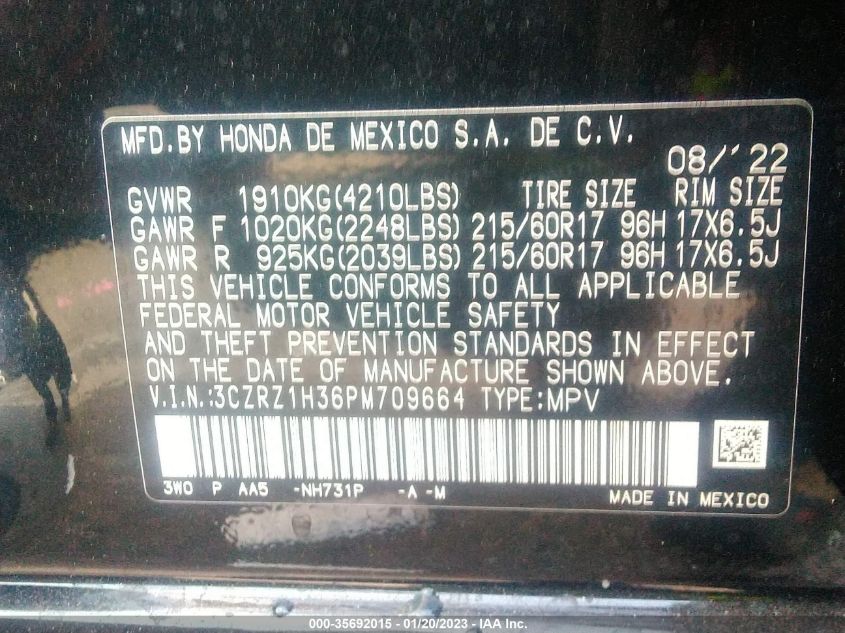 MFD.BY HONDA DE MEXICO S.A. DE C.V.
08/'22
GVWR 1910KG(4210LBS) TIRE SIZE RIM SIZE
GAWR F 1020KG(2248LBS) 215/60R17 96H 17X6.5J
GAWR R 925KG(2039LBS) 215/60R17 96H 17X6.5J
THIS VEHICLE CONFORMS TO ALL APPLICABLE
FEDERAL MOTOR VEHICLE SAFETY
AND THEFT PREVENTION STANDARDS IN EFFECT
ON THE DATE OF MANUFACTURE SHOWN ABOVE.
V.I.N.:3CZRZ1H36PM709664 TYPE:MPV
3W0 P AA5 -NH731P -A -M MADE IN MEXICO
000-35692015 - 01/20/2023 - IAA Inc.